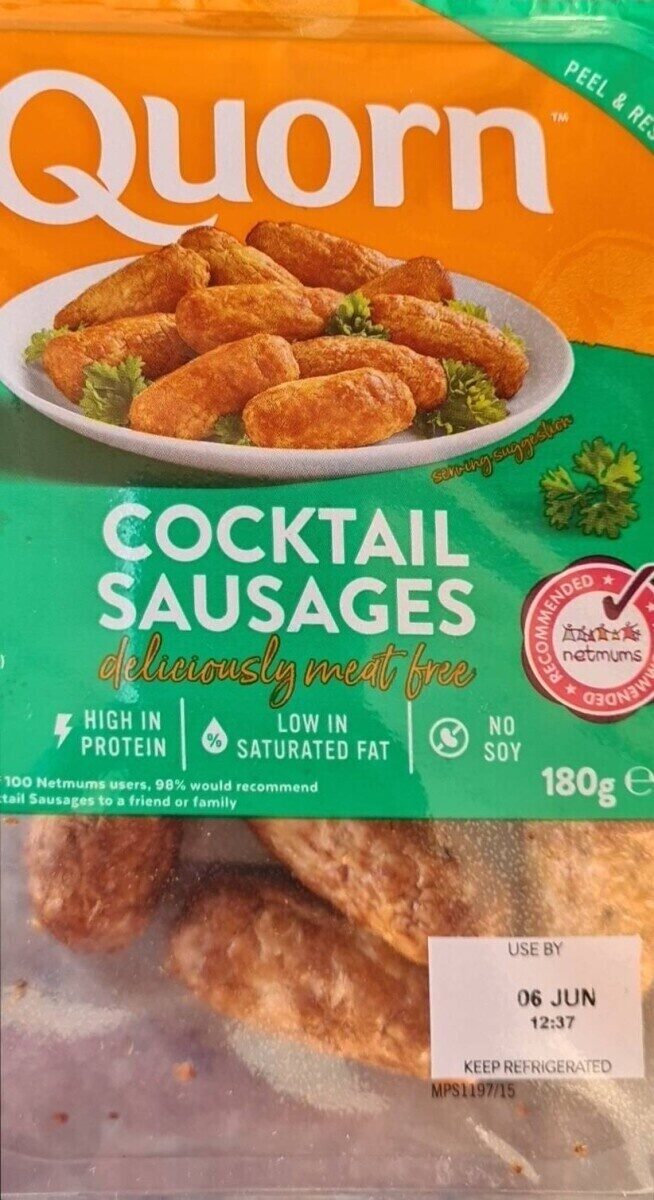 PEEL &
Quorn™
serving suggestion
COCKTAIL
SAUSAGES
deliciously meat free
RECOMMENDED
netmums
HIGH IN
PROTEIN
LOW IN
SATURATED FAT
%
NO
SOY
100 Netmums users, 98% would recommend
tail Sausages to a friend or family
180g e
USE BY
06 JUN
12:37
KEEP REFRIGERATED
MPS1197/15